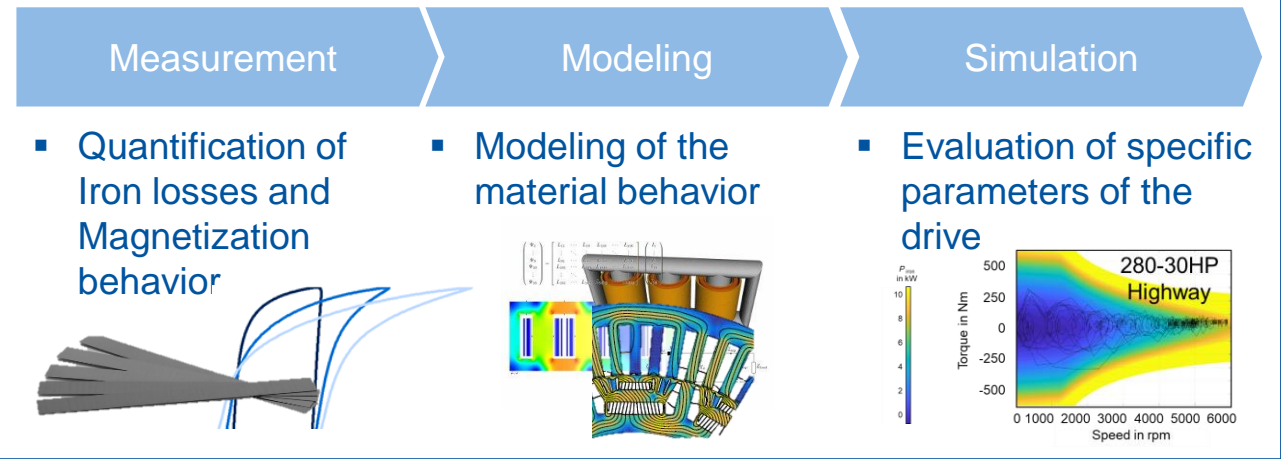 Measurement
Modeling
Simulation
Quantification of
Iron losses and
Magnetization
behavior
Modeling of the
material behavior
Evaluation of specific
parameters of the
drive
in kW
10
8
6
4
2
0
280-30HP
Highway
Torque in Nm
500
250
0
-250
-500
0 1000 2000 3000 4000 5000 6000
Speed in rpm